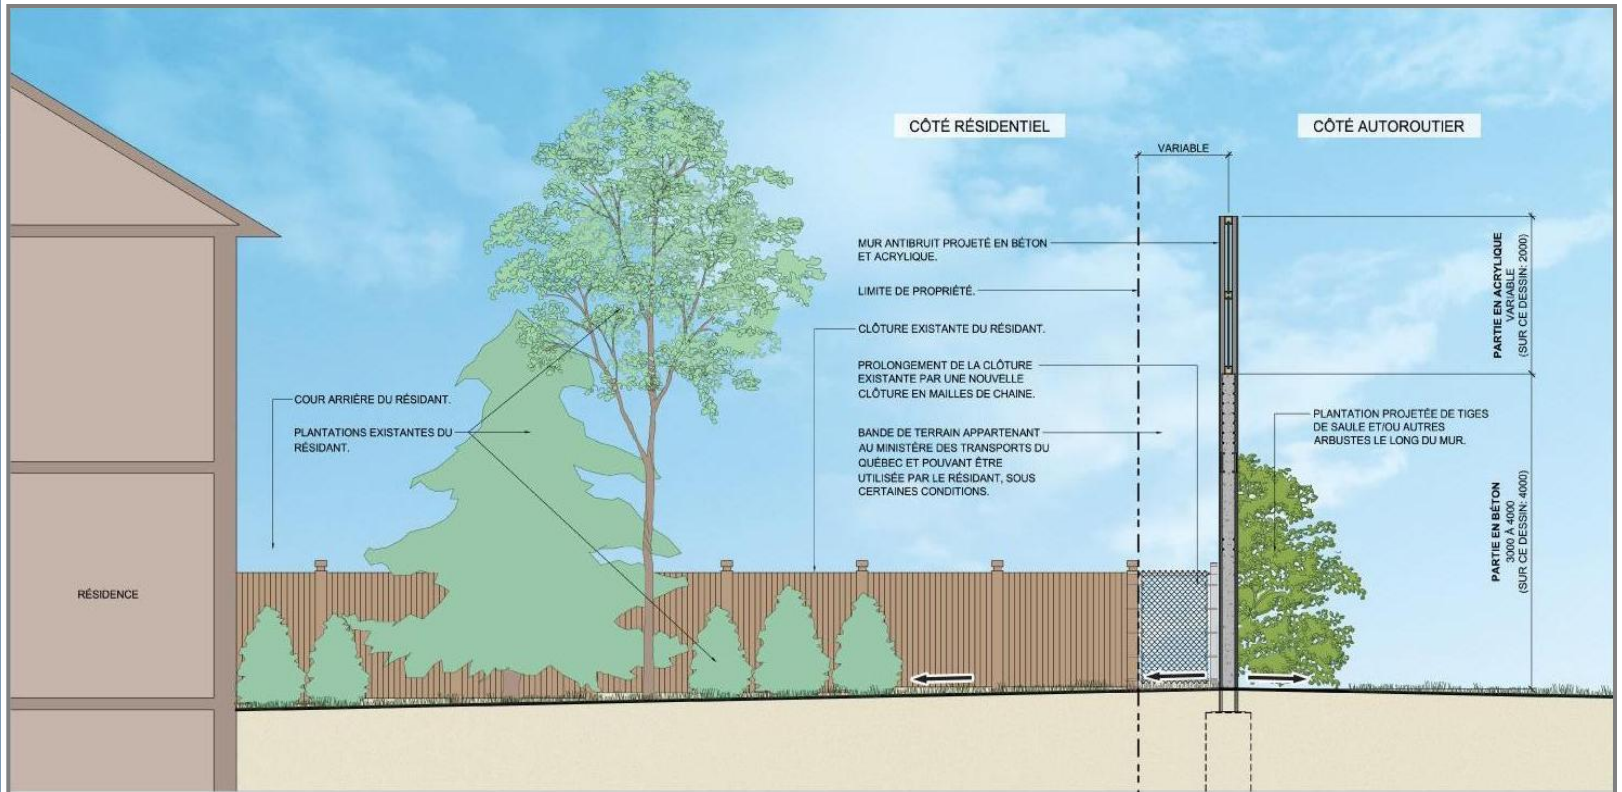 CÔTÉ RÉSIDENTIEL
CÔTÉ AUTOROUTIER
VARIABLE
MUR ANTIBRUIT PROJETÉ EN BÉTON
ET ACRYLIQUE.
LIMITE DE PROPRIÉTÉ.
CLÔTURE EXISTANTE DU RÉSIDANT.
PROLONGEMENT DE LA CLÔTURE
EXISTANTE PAR UNE NOUVELLE
CLÔTURE EN MAILLES DE CHAINE.
BANDE DE TERRAIN APPARTENANT
AU MINISTÈRE DES TRANSPORTS DU
QUÉBEC ET POUVANT ÊTRE
UTILISÉE PAR LE RÉSIDANT, SOUS
CERTAINES CONDITIONS.
COUR ARRIÈRE DU RÉSIDANT.
PLANTATIONS EXISTANTES DU
RÉSIDANT.
RÉSIDENCE
PLANTATION PROJETÉE DE TIGES
DE SAULE ET/OU AUTRES
ARBUSTES LE LONG DU MUR.
PARTIE EN ACRYLIQUE
VARIABLE
(SUR CE DESSIN: 2000)
PARTIE EN BÉTON
3000 À 4000
(SUR CE DESSIN: 4000)